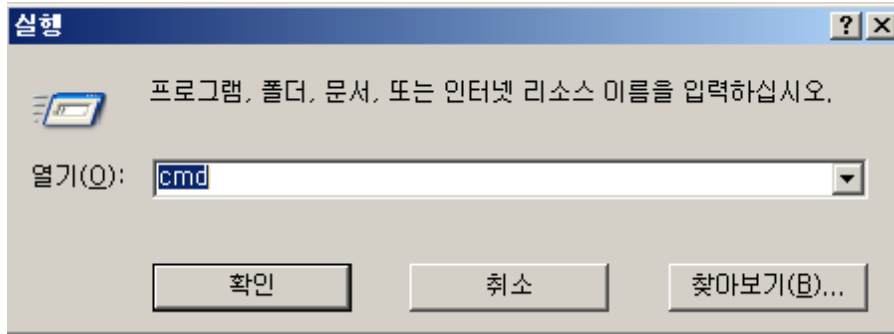 실행
프로그램, 폴더, 문서, 또는 인터넷 리소스 이름을 입력하십시오.
열기(O): cmd
확인 취소 찾아보기(B)...